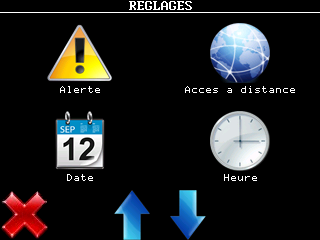 REGLAGES
Alerte
Acces a distance
SEP
12
Date
Heure